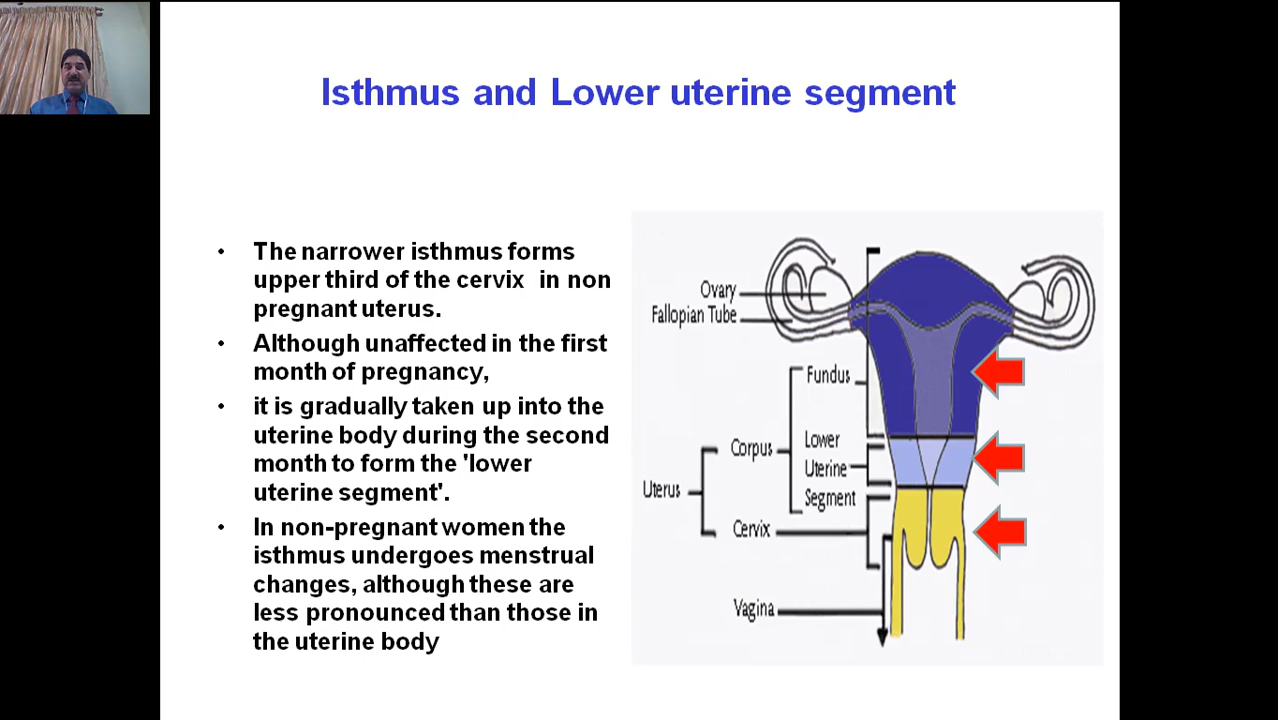 Isthmus and Lower uterine segment
• The narrower isthmus forms
upper third of the cervix in non
pregnant uterus.
• Although unaffected in the first
month of pregnancy,
• it is gradually taken up into the
uterine body during the second
month to form the 'lower
uterine segment'.
• In non-pregnant women the
isthmus undergoes menstrual
changes, although these are
less pronounced than those in
the uterine body
Ovary
Fallopian Tube
Fundus
Lower
Uterine
Segment
Corpus
Uterus
Cervix
Vagina